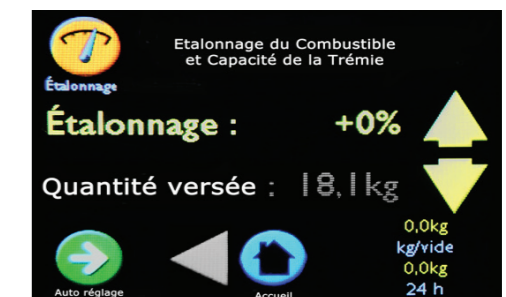 Etalonnage du Combustible
et Capacité de la Trémie
Étalonnage
Étalonnage : +0%
Quantité versée : 18,1kg
0,0kg
kg/vide
0,0kg
24 h
Auto réglage
Accueil